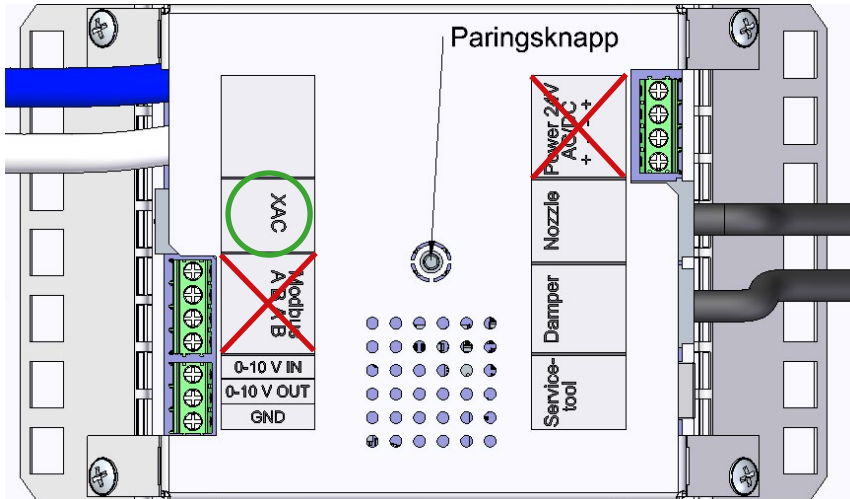 Paringsknapp
XAC
Modbus
A B A B
0-10 V IN
0-10 V OUT
GND
Power 24V
AC/DC
+ - - +
Nozzle
Damper
Service-
tool